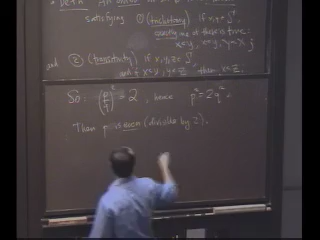 satisfying ① (trichotomy) if x,y ∈ S,
one of these is true:
x<y, x=y, y<x;
and ② (transitivity) if x,y,z ∈ S
and if x<y, y<z then x<z.
So: (p/q)² = 2, hence p² = 2q².
Then p is even (divisible by 2).